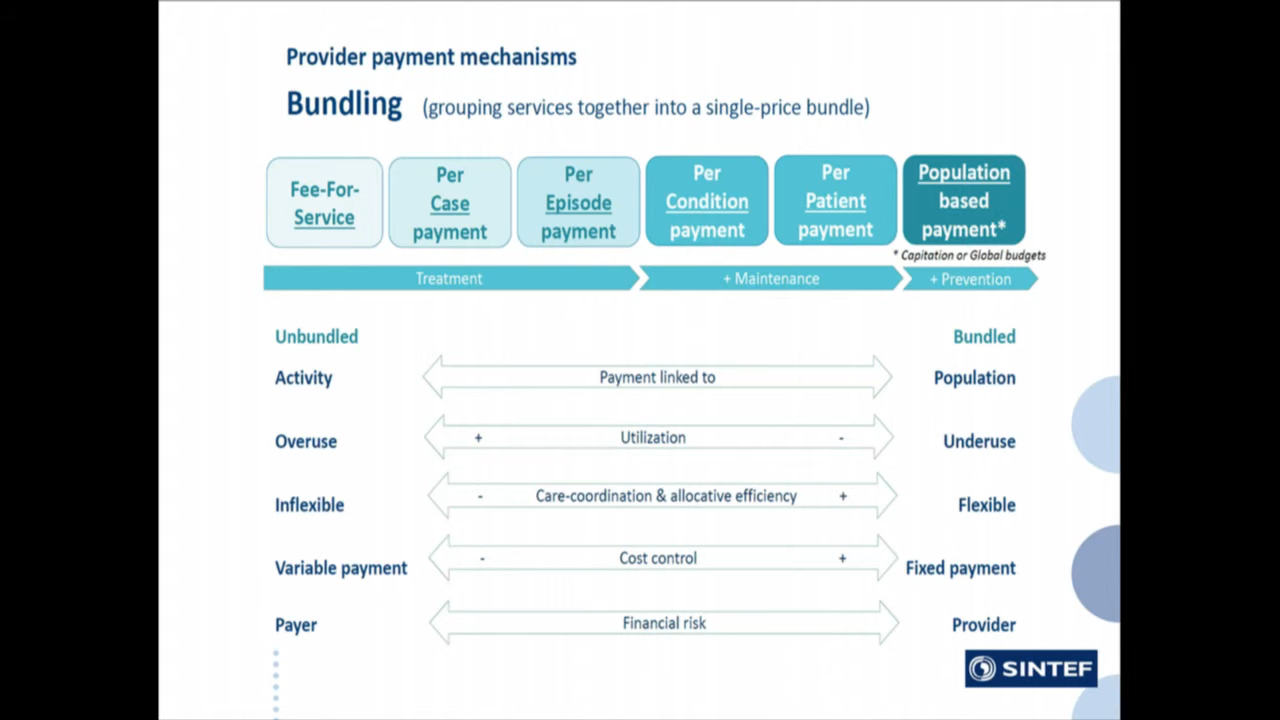 Provider payment mechanisms
Bundling (grouping services together into a single-price bundle)
Fee-For-
Service
Per
Case
payment
Per
Episode
payment
Per
Condition
payment
Per
Patient
payment
Population
based
payment*
* Capitation or Global budgets
Treatment
+ Maintenance
+ Prevention
Unbundled
Bundled
Activity
Payment linked to
Population
Overuse
+ Utilization -
Underuse
Inflexible
- Care-coordination & allocative efficiency +
Flexible
Variable payment
- Cost control +
Fixed payment
Payer
Financial risk
Provider
SINTEF